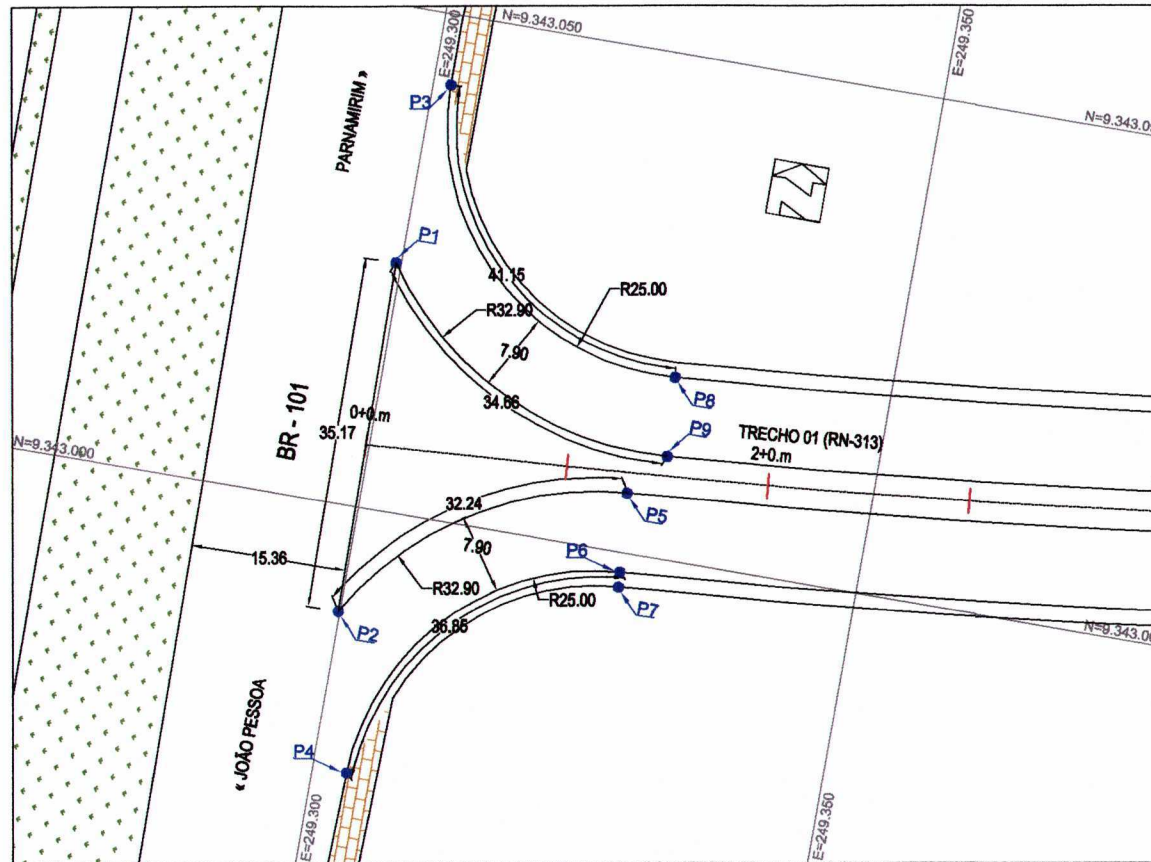 N=9.343.050
E=249.300
E=249.350
P3
N=9.343.0
PARNAMIRIM »
P1
41.15
R25.00
R32.90
7.90
34.66
P8
0+0.m
35.17
BR - 101
P9
TRECHO 01 (RN-313)
2+0.m
N=9.343.000
32.24
P5
15.36
7.90
P6
R32.90
R25.00
P7
P2
36.85
N=9.343.00
« JOÃO PESSOA
P4
E=249.300
E=249.350